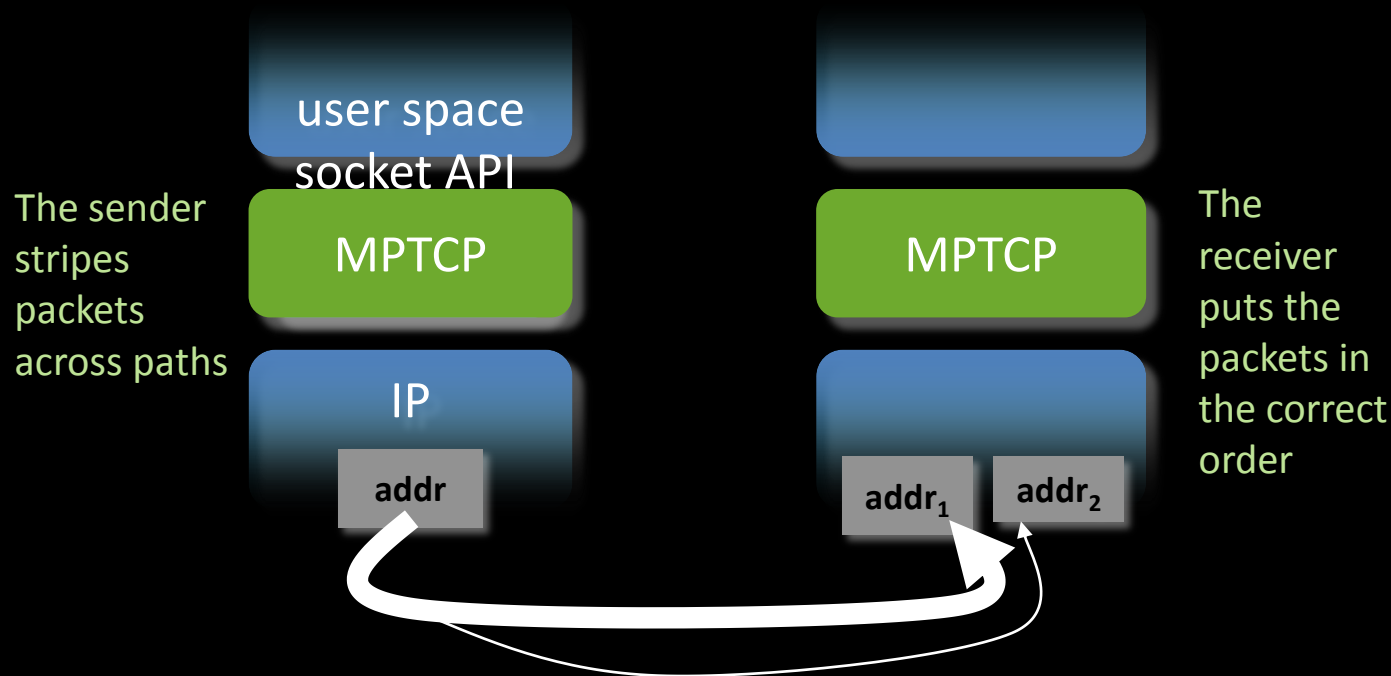 user space
socket API
The sender
stripes
packets
across paths
MPTCP
MPTCP
The
receiver
puts the
packets in
the correct
order
IP
addr
addr₁
addr₂